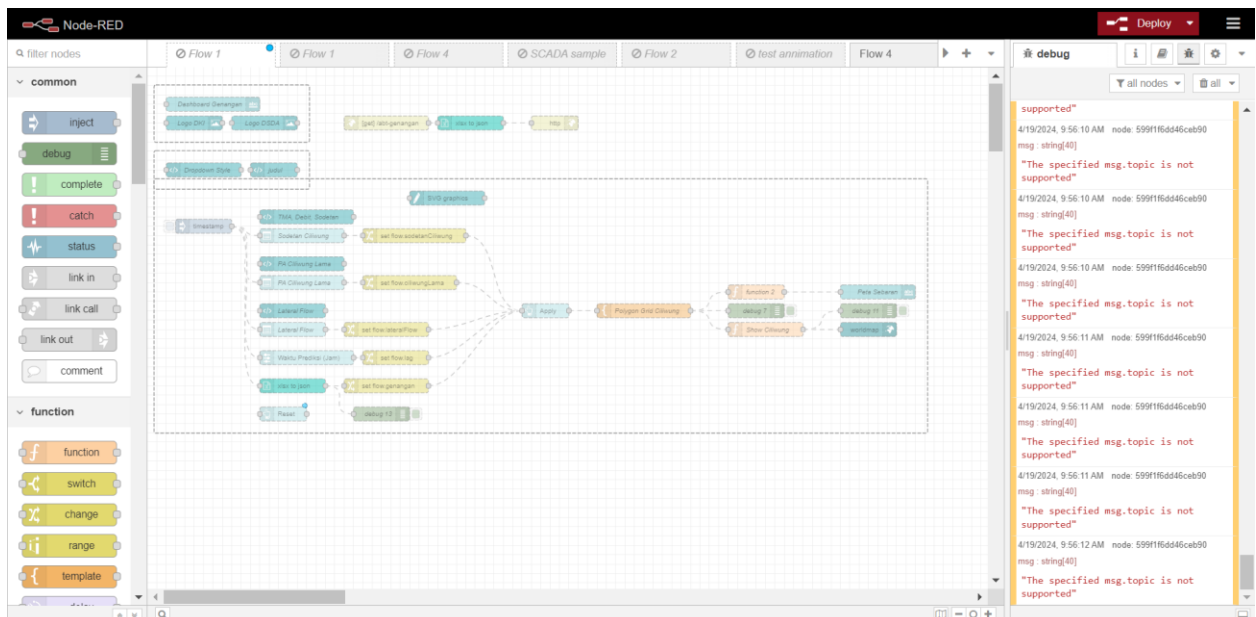 Node-RED
Deploy
filter nodes
Flow 1
Flow 1
Flow 4
SCADA sample
Flow 2
test annimation
Flow 4
debug
i
all nodes
all
common
inject
debug
complete
catch
status
link in
link call
link out
comment
function
function
switch
change
range
template
delay
Dashboard Genangan
Logo DKI
Logo DSDA
[get] /alot-genangan
xlsx to json
http
Dropdown Style
judul
SVG graphics
timestamp
TMA, Debit, Sodetan
Sodetan Ciliwung
set flow.sodetanCiliwung
PA Ciliwung Lama
PA Ciliwung Lama
set flow.ciliwungLama
Lateral Flow
Lateral Flow
set flow.lateralFlow
Waktu Prediksi (Jam)
set flow.lag
xlsx to json
set flow.genangan
Reset
debug 13
Apply
Polygon Grid Ciliwung
function 2
debug 7
Show Ciliwung
Peta Sebaran
debug 11
worldmap
supported"
4/19/2024, 9:56:10 AM node: 599f1f6dd46ceb90
msg : string[40]
"The specified msg.topic is not
supported"
4/19/2024, 9:56:10 AM node: 599f1f6dd46ceb90
msg : string[40]
"The specified msg.topic is not
supported"
4/19/2024, 9:56:10 AM node: 599f1f6dd46ceb90
msg : string[40]
"The specified msg.topic is not
supported"
4/19/2024, 9:56:11 AM node: 599f1f6dd46ceb90
msg : string[40]
"The specified msg.topic is not
supported"
4/19/2024, 9:56:11 AM node: 599f1f6dd46ceb90
msg : string[40]
"The specified msg.topic is not
supported"
4/19/2024, 9:56:11 AM node: 599f1f6dd46ceb90
msg : string[40]
"The specified msg.topic is not
supported"
4/19/2024, 9:56:12 AM node: 599f1f6dd46ceb90
msg : string[40]
"The specified msg.topic is not
supported"